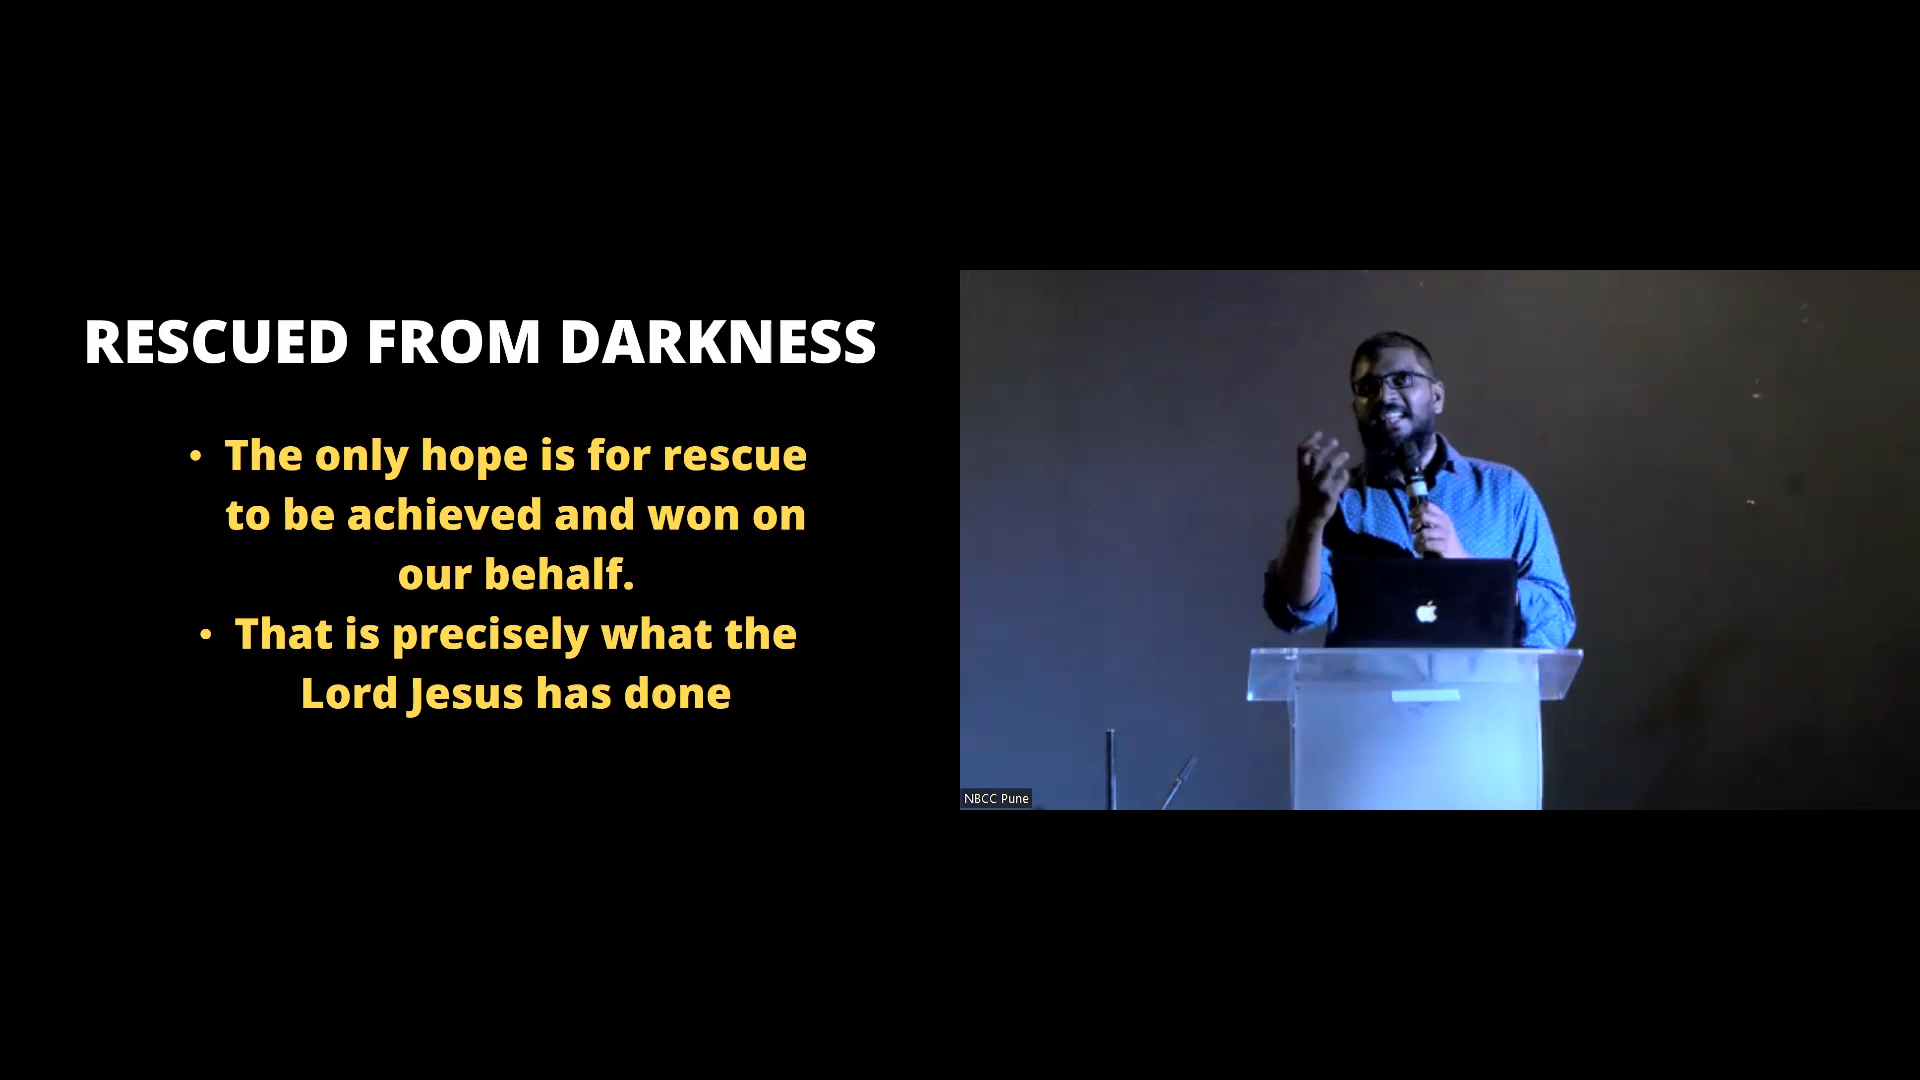 RESCUED FROM DARKNESS
• The only hope is for rescue
to be achieved and won on
our behalf.
• That is precisely what the
Lord Jesus has done
NBCC Pune